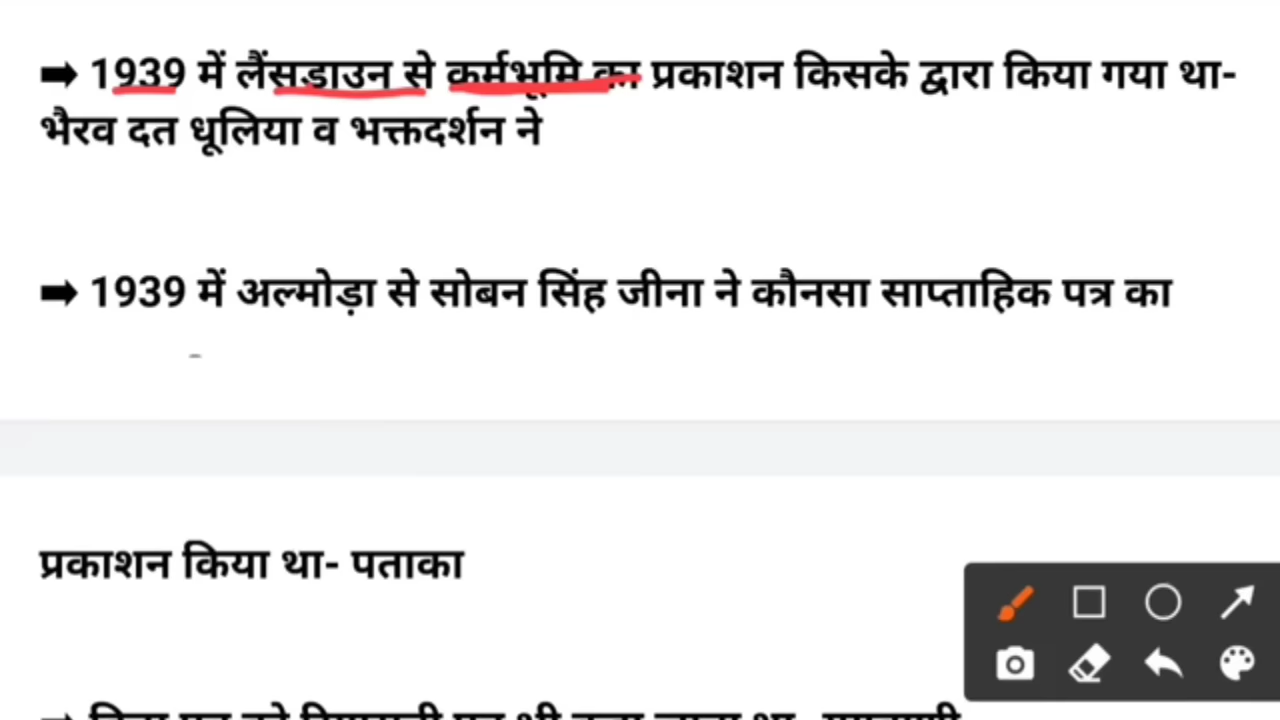 ➡ 1939 में लैंसडाउन से कर्मभूमि का प्रकाशन किसके द्वारा किया गया था-
भैरव दत धूलिया व भक्तदर्शन ने
➡ 1939 में अल्मोड़ा से सोबन सिंह जीना ने कौनसा साप्ताहिक पत्र का
प्रकाशन किया था- पताका